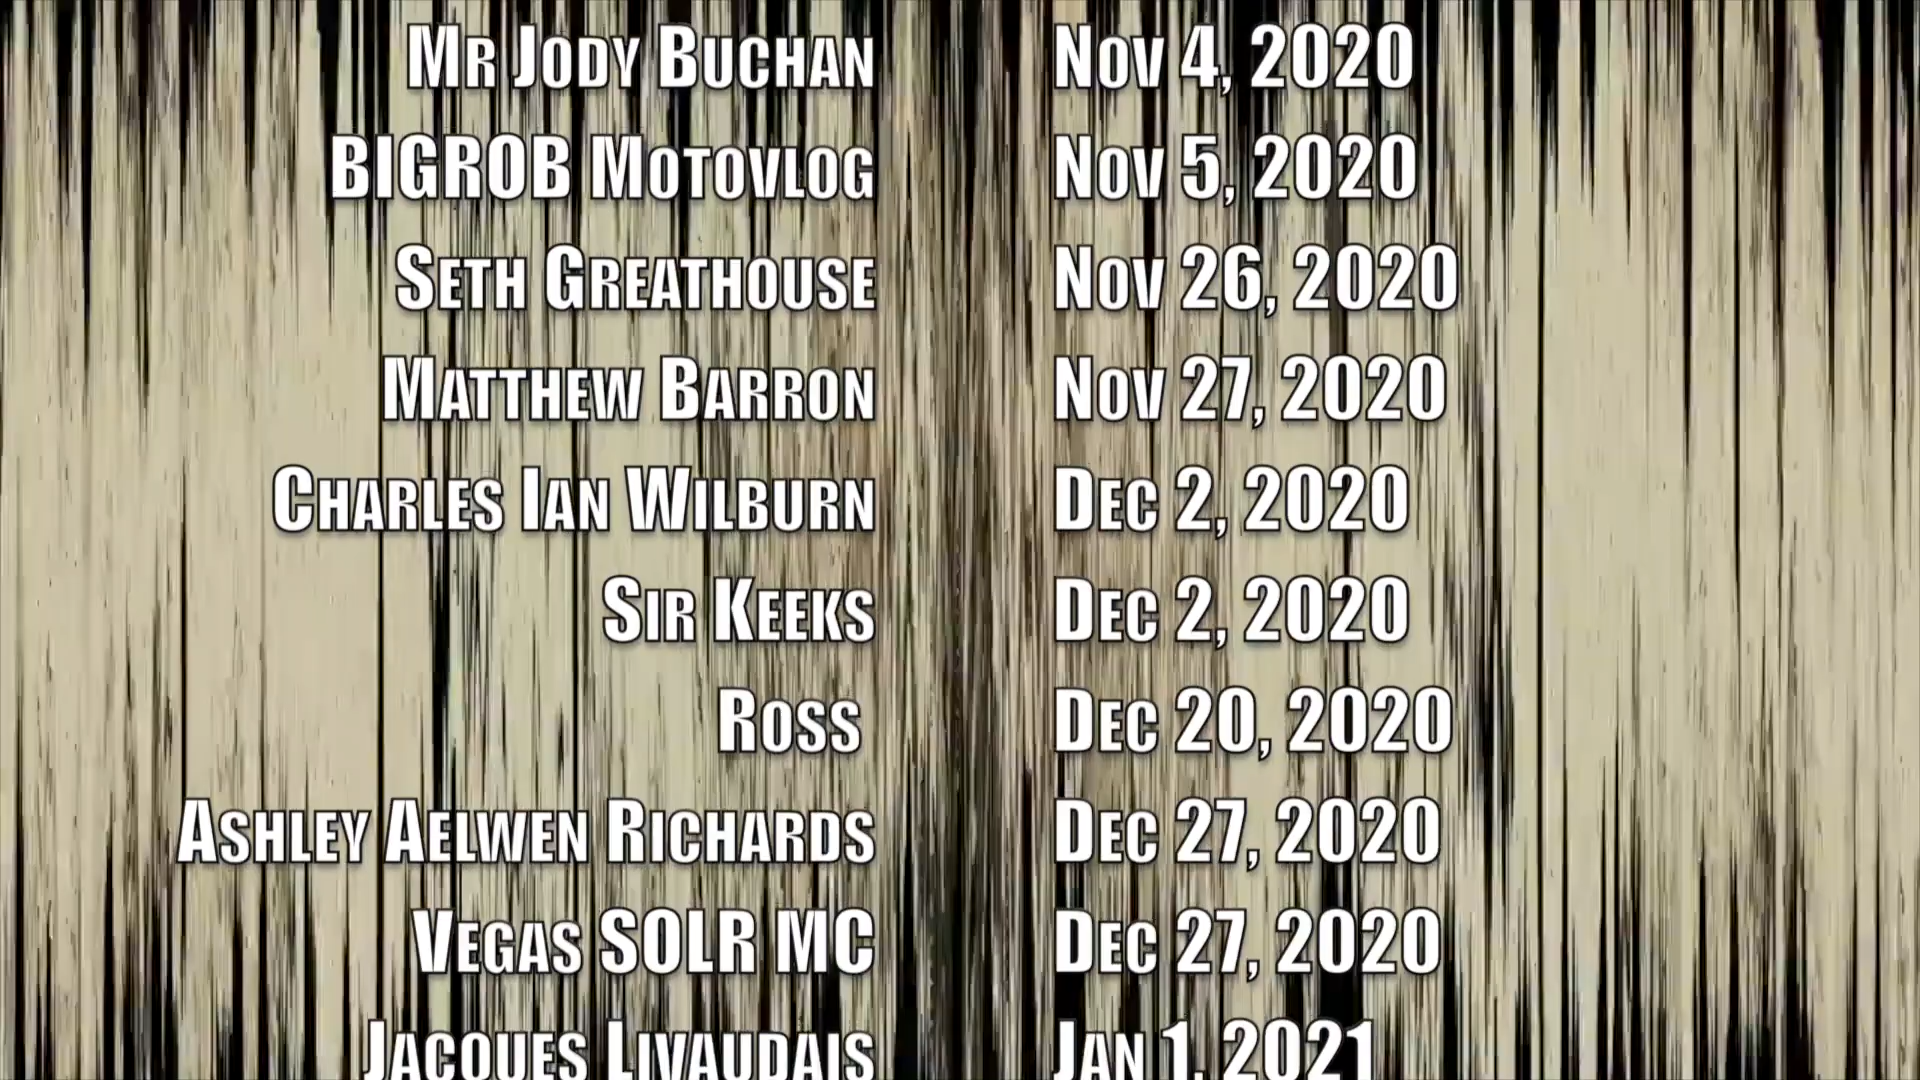 Mr Jody Buchan Nov 4, 2020
BIGROB Motovlog Nov 5, 2020
Seth Greathouse Nov 26, 2020
Matthew Barron Nov 27, 2020
Charles Ian Wilburn Dec 2, 2020
Sir Keeks Dec 2, 2020
Ross Dec 20, 2020
Ashley Aelwen Richards Dec 27, 2020
Vegas SOLR MC Dec 27, 2020
Jacques Livaudais Jan 1, 2021